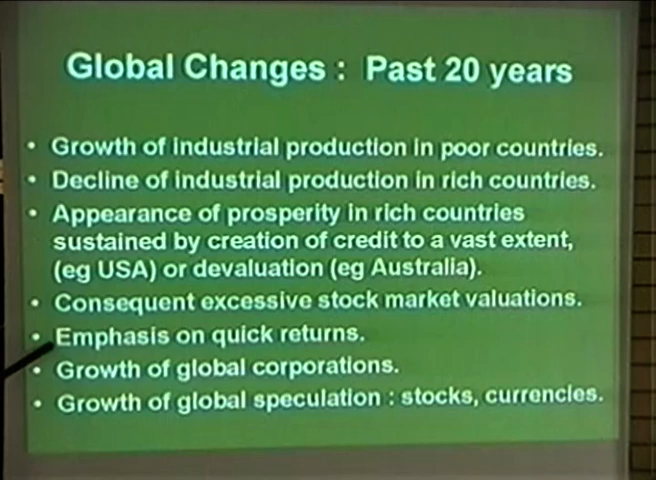 Global Changes : Past 20 years
• Growth of industrial production in poor countries.
• Decline of industrial production in rich countries.
• Appearance of prosperity in rich countries
sustained by creation of credit to a vast extent,
(eg USA) or devaluation (eg Australia).
• Consequent excessive stock market valuations.
• Emphasis on quick returns.
• Growth of global corporations.
• Growth of global speculation : stocks, currencies.